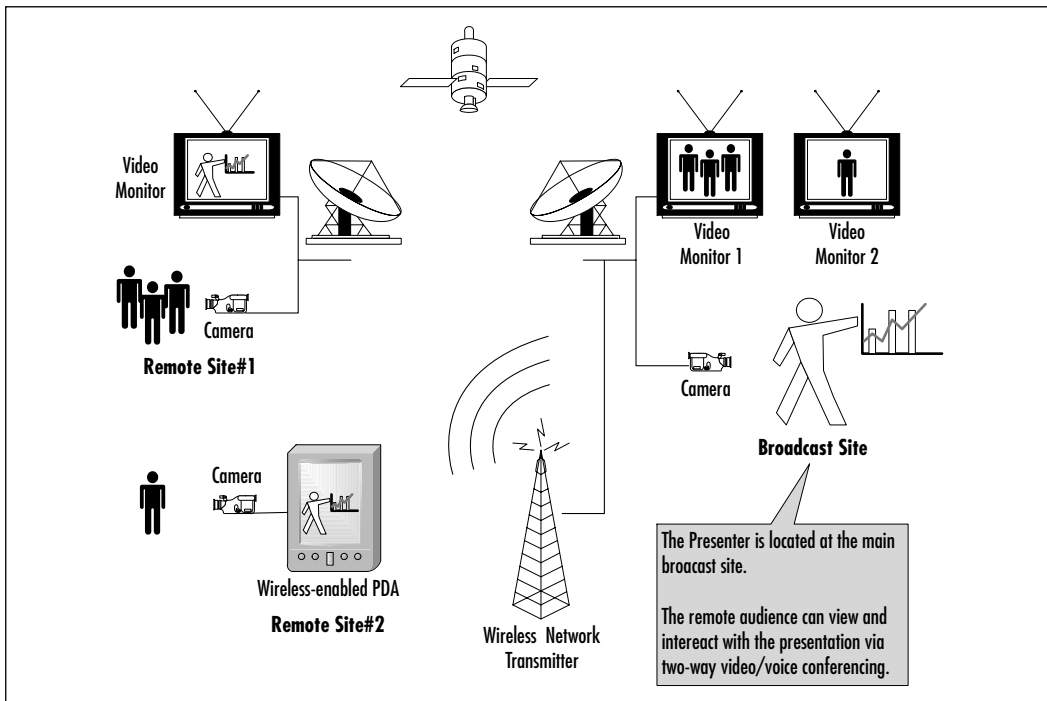 Video
Monitor
Camera
Remote Site#1
Video
Monitor 1
Video
Monitor 2
Camera
Broadcast Site
Camera
Wireless-enabled PDA
Remote Site#2
Wireless Network
Transmitter
The Presenter is located at the main
broacast site.
The remote audience can view and
intereact with the presentation via
two-way video/voice conferencing.